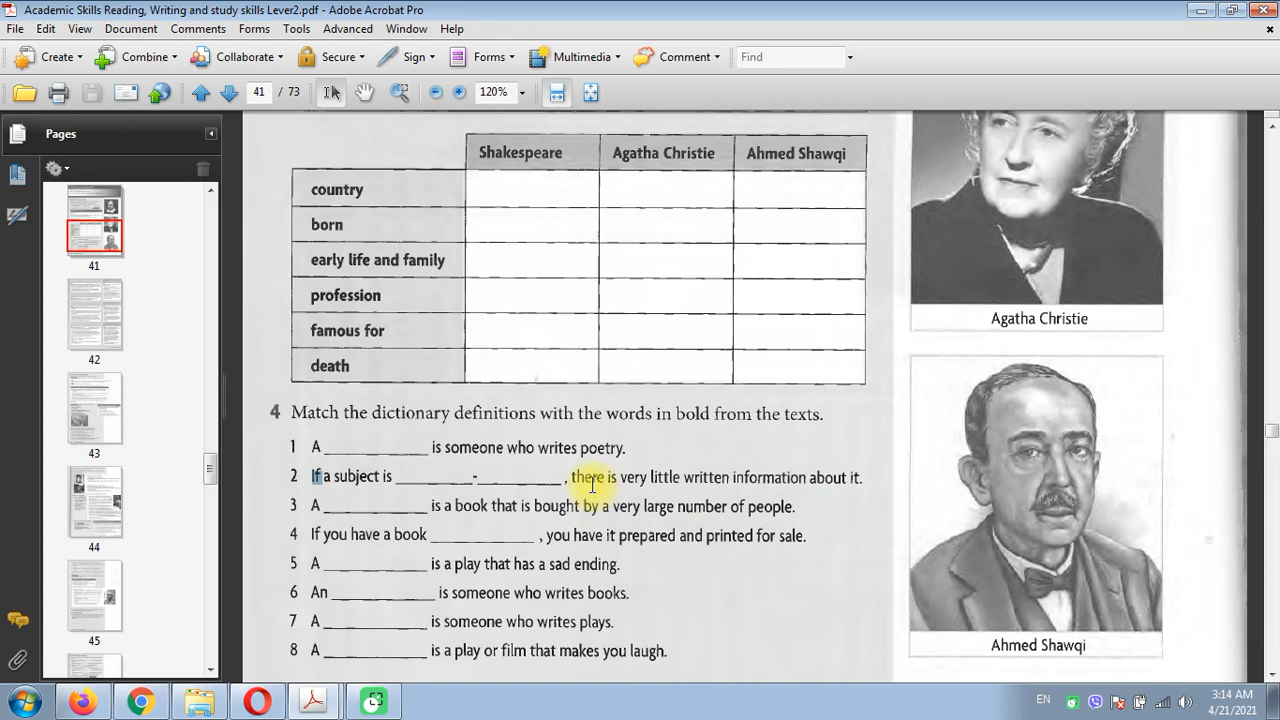 Academic Skills Reading, Writing and study skills Lever2.pdf - Adobe Acrobat Pro
File Edit View Document Comments Forms Tools Advanced Window Help
Create Combine Collaborate Secure Sign Forms Multimedia Comment Find
41 / 73 120%
Pages
41
42
43
44
45
Shakespeare Agatha Christie Ahmed Shawqi
country
born
early life and family
profession
famous for
death
Agatha Christie
4 Match the dictionary definitions with the words in bold from the texts.
1 A ____________ is someone who writes poetry.
2 If a subject is _________-_________ , there is very little written information about it.
3 A ____________ is a book that is bought by a very large number of people.
4 If you have a book ____________ , you have it prepared and printed for sale.
5 A ____________ is a play that has a sad ending.
6 An ____________ is someone who writes books.
7 A ____________ is someone who writes plays.
8 A ____________ is a play or film that makes you laugh.
Ahmed Shawqi
EN 3:14 AM
4/21/2021